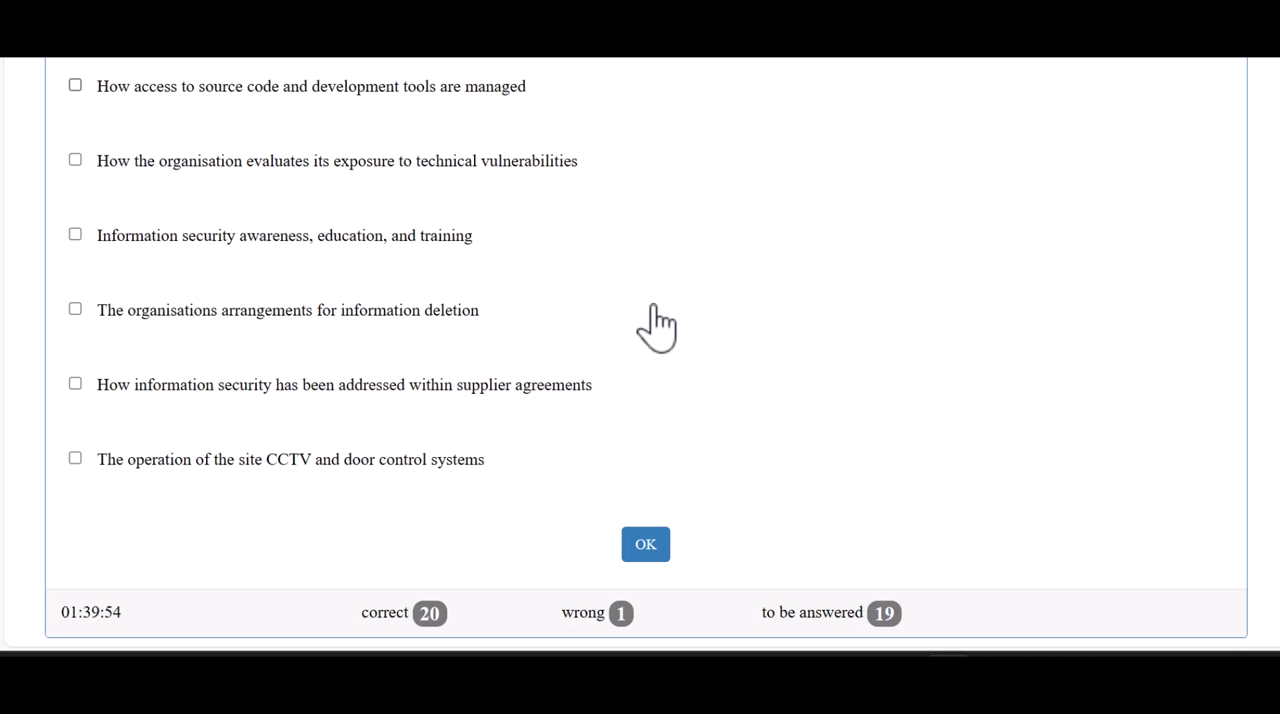 How access to source code and development tools are managed
How the organisation evaluates its exposure to technical vulnerabilities
Information security awareness, education, and training
The organisations arrangements for information deletion
How information security has been addressed within supplier agreements
The operation of the site CCTV and door control systems
OK
01:39:54 correct 20 wrong 1 to be answered 19